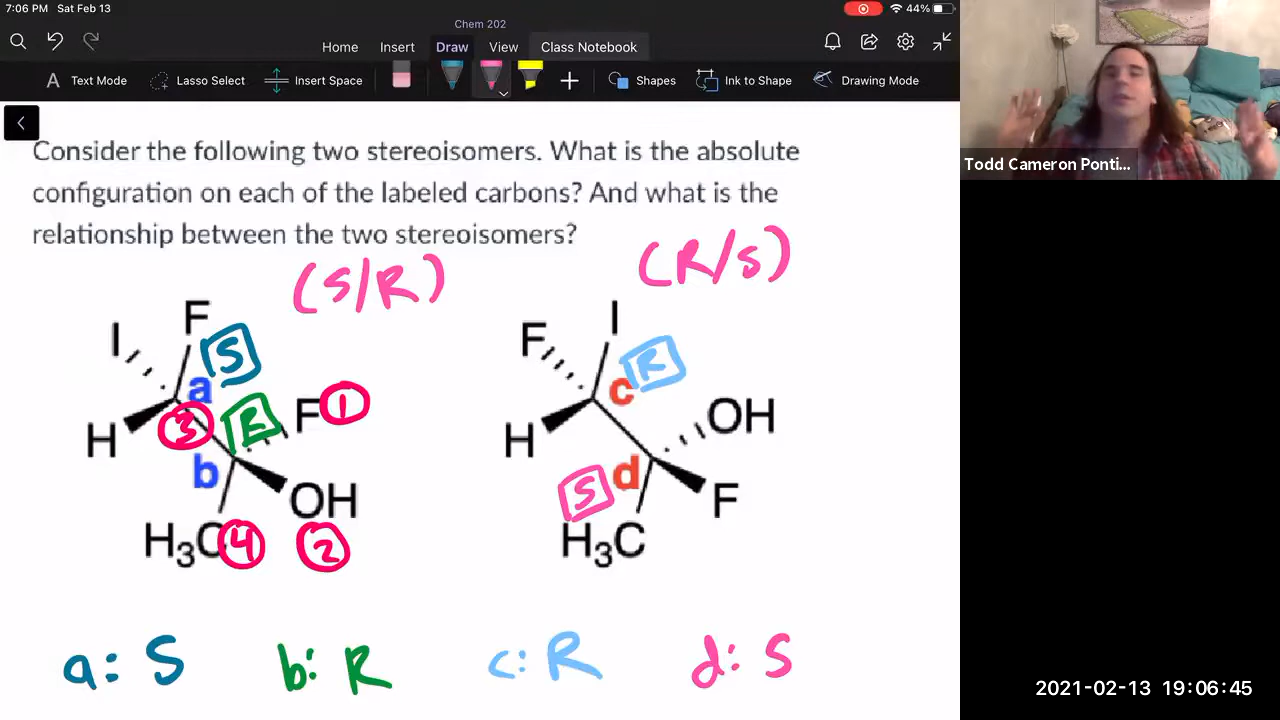 7:06 PM Sat Feb 13
44%
Chem 202
Home Insert Draw View Class Notebook
A Text Mode Lasso Select Insert Space Shapes Ink to Shape Drawing Mode
Todd Cameron Ponti...
Consider the following two stereoisomers. What is the absolute
configuration on each of the labeled carbons? And what is the
relationship between the two stereoisomers?
(S/R) (R/S)
I F S
a
H 3 R F 1
b
OH
H3C 4 2
F I R
c
H OH
d
S F
H3C
a: S b: R c: R d: S
2021-02-13 19:06:45